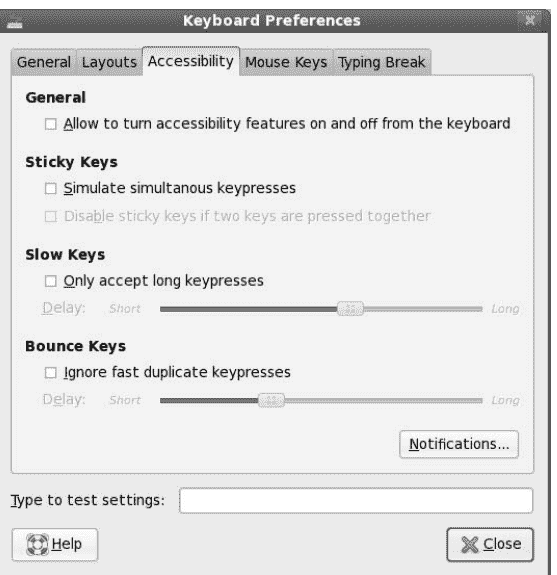 Keyboard Preferences
General Layouts Accessibility Mouse Keys Typing Break
General
Allow to turn accessibility features on and off from the keyboard
Sticky Keys
Simulate simultanous keypresses
Disable sticky keys if two keys are pressed together
Slow Keys
Only accept long keypresses
Delay: Short Long
Bounce Keys
Ignore fast duplicate keypresses
Delay: Short Long
Notifications...
Type to test settings:
Help Close